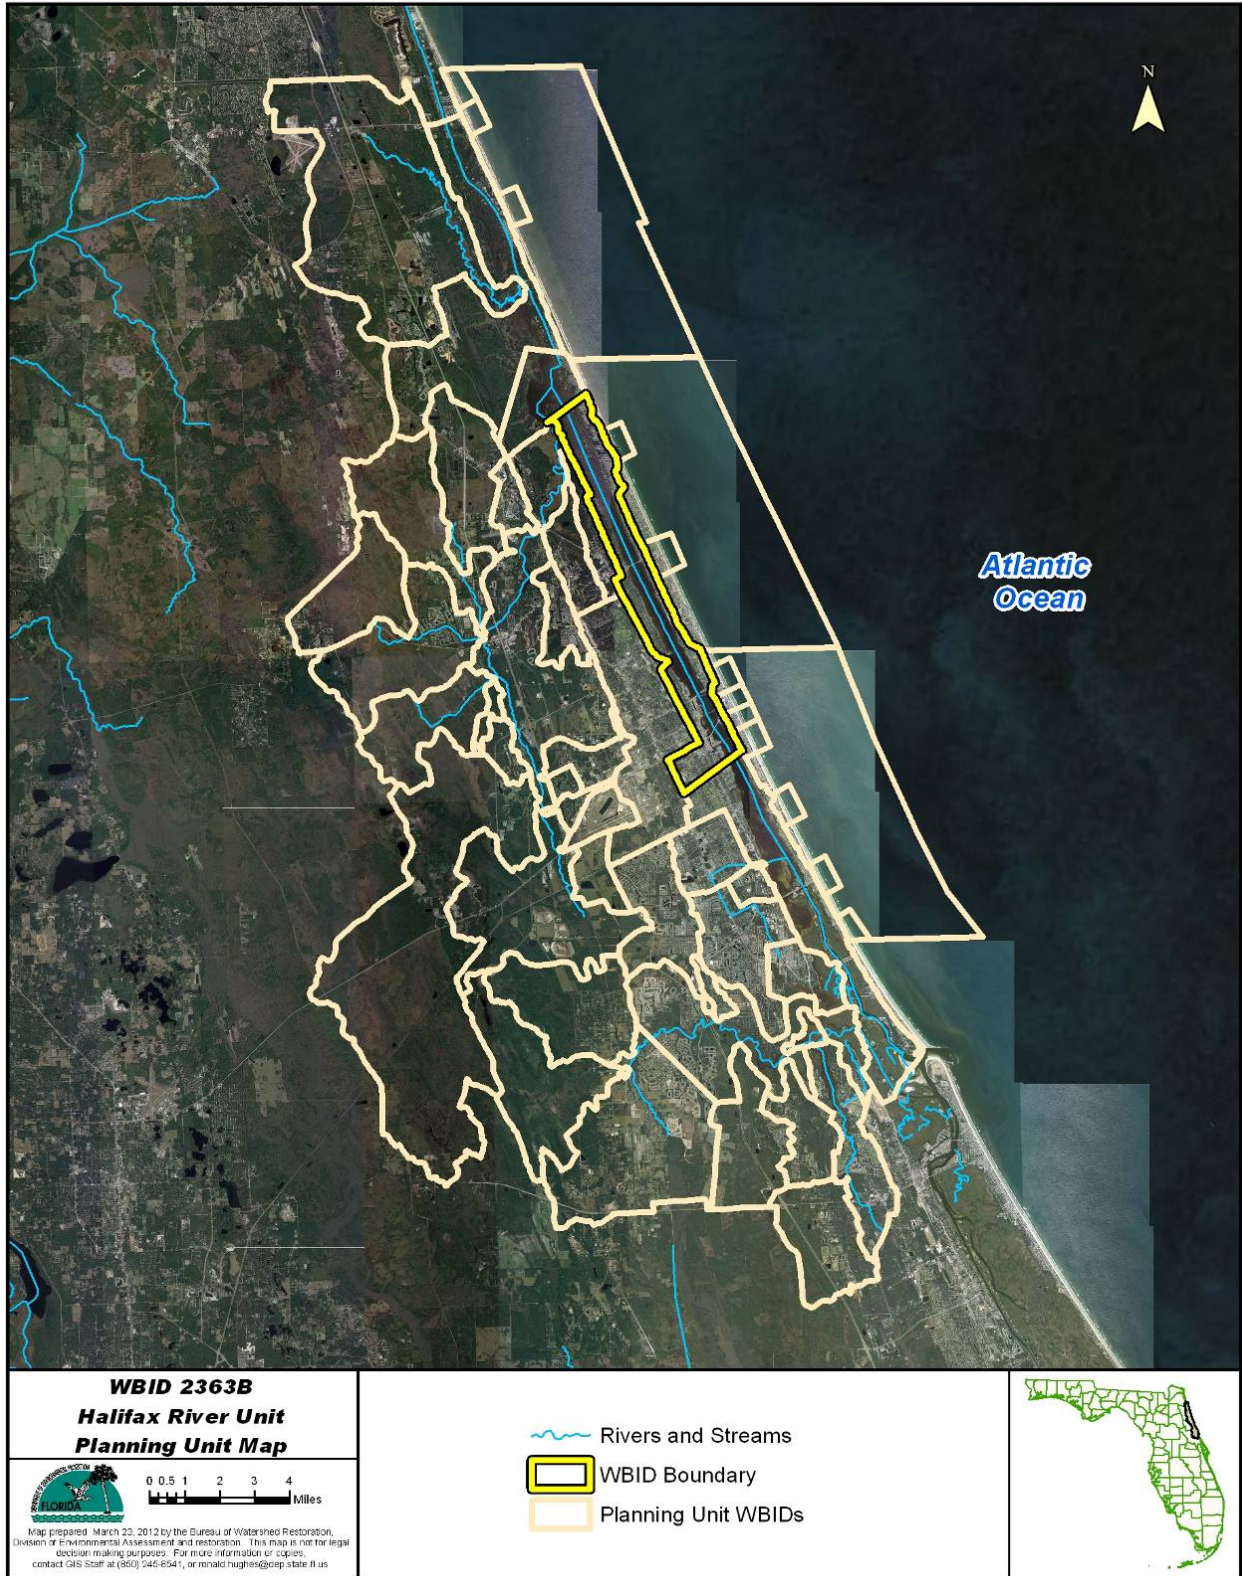 N
Atlantic
Ocean
WBID 2363B
Halifax River Unit
Planning Unit Map
FLORIDA
0 0.5 1 2 3 4
Miles
Map prepared March 23, 2012 by the Bureau of Watershed Restoration,
Division of Environmental Assessment and restoration. This map is not for legal
decision making purposes. For more information or copies,
contact GIS Staff at (850) 245-8541, or ronald.hughes@dep.state.fl.us
Rivers and Streams
WBID Boundary
Planning Unit WBIDs